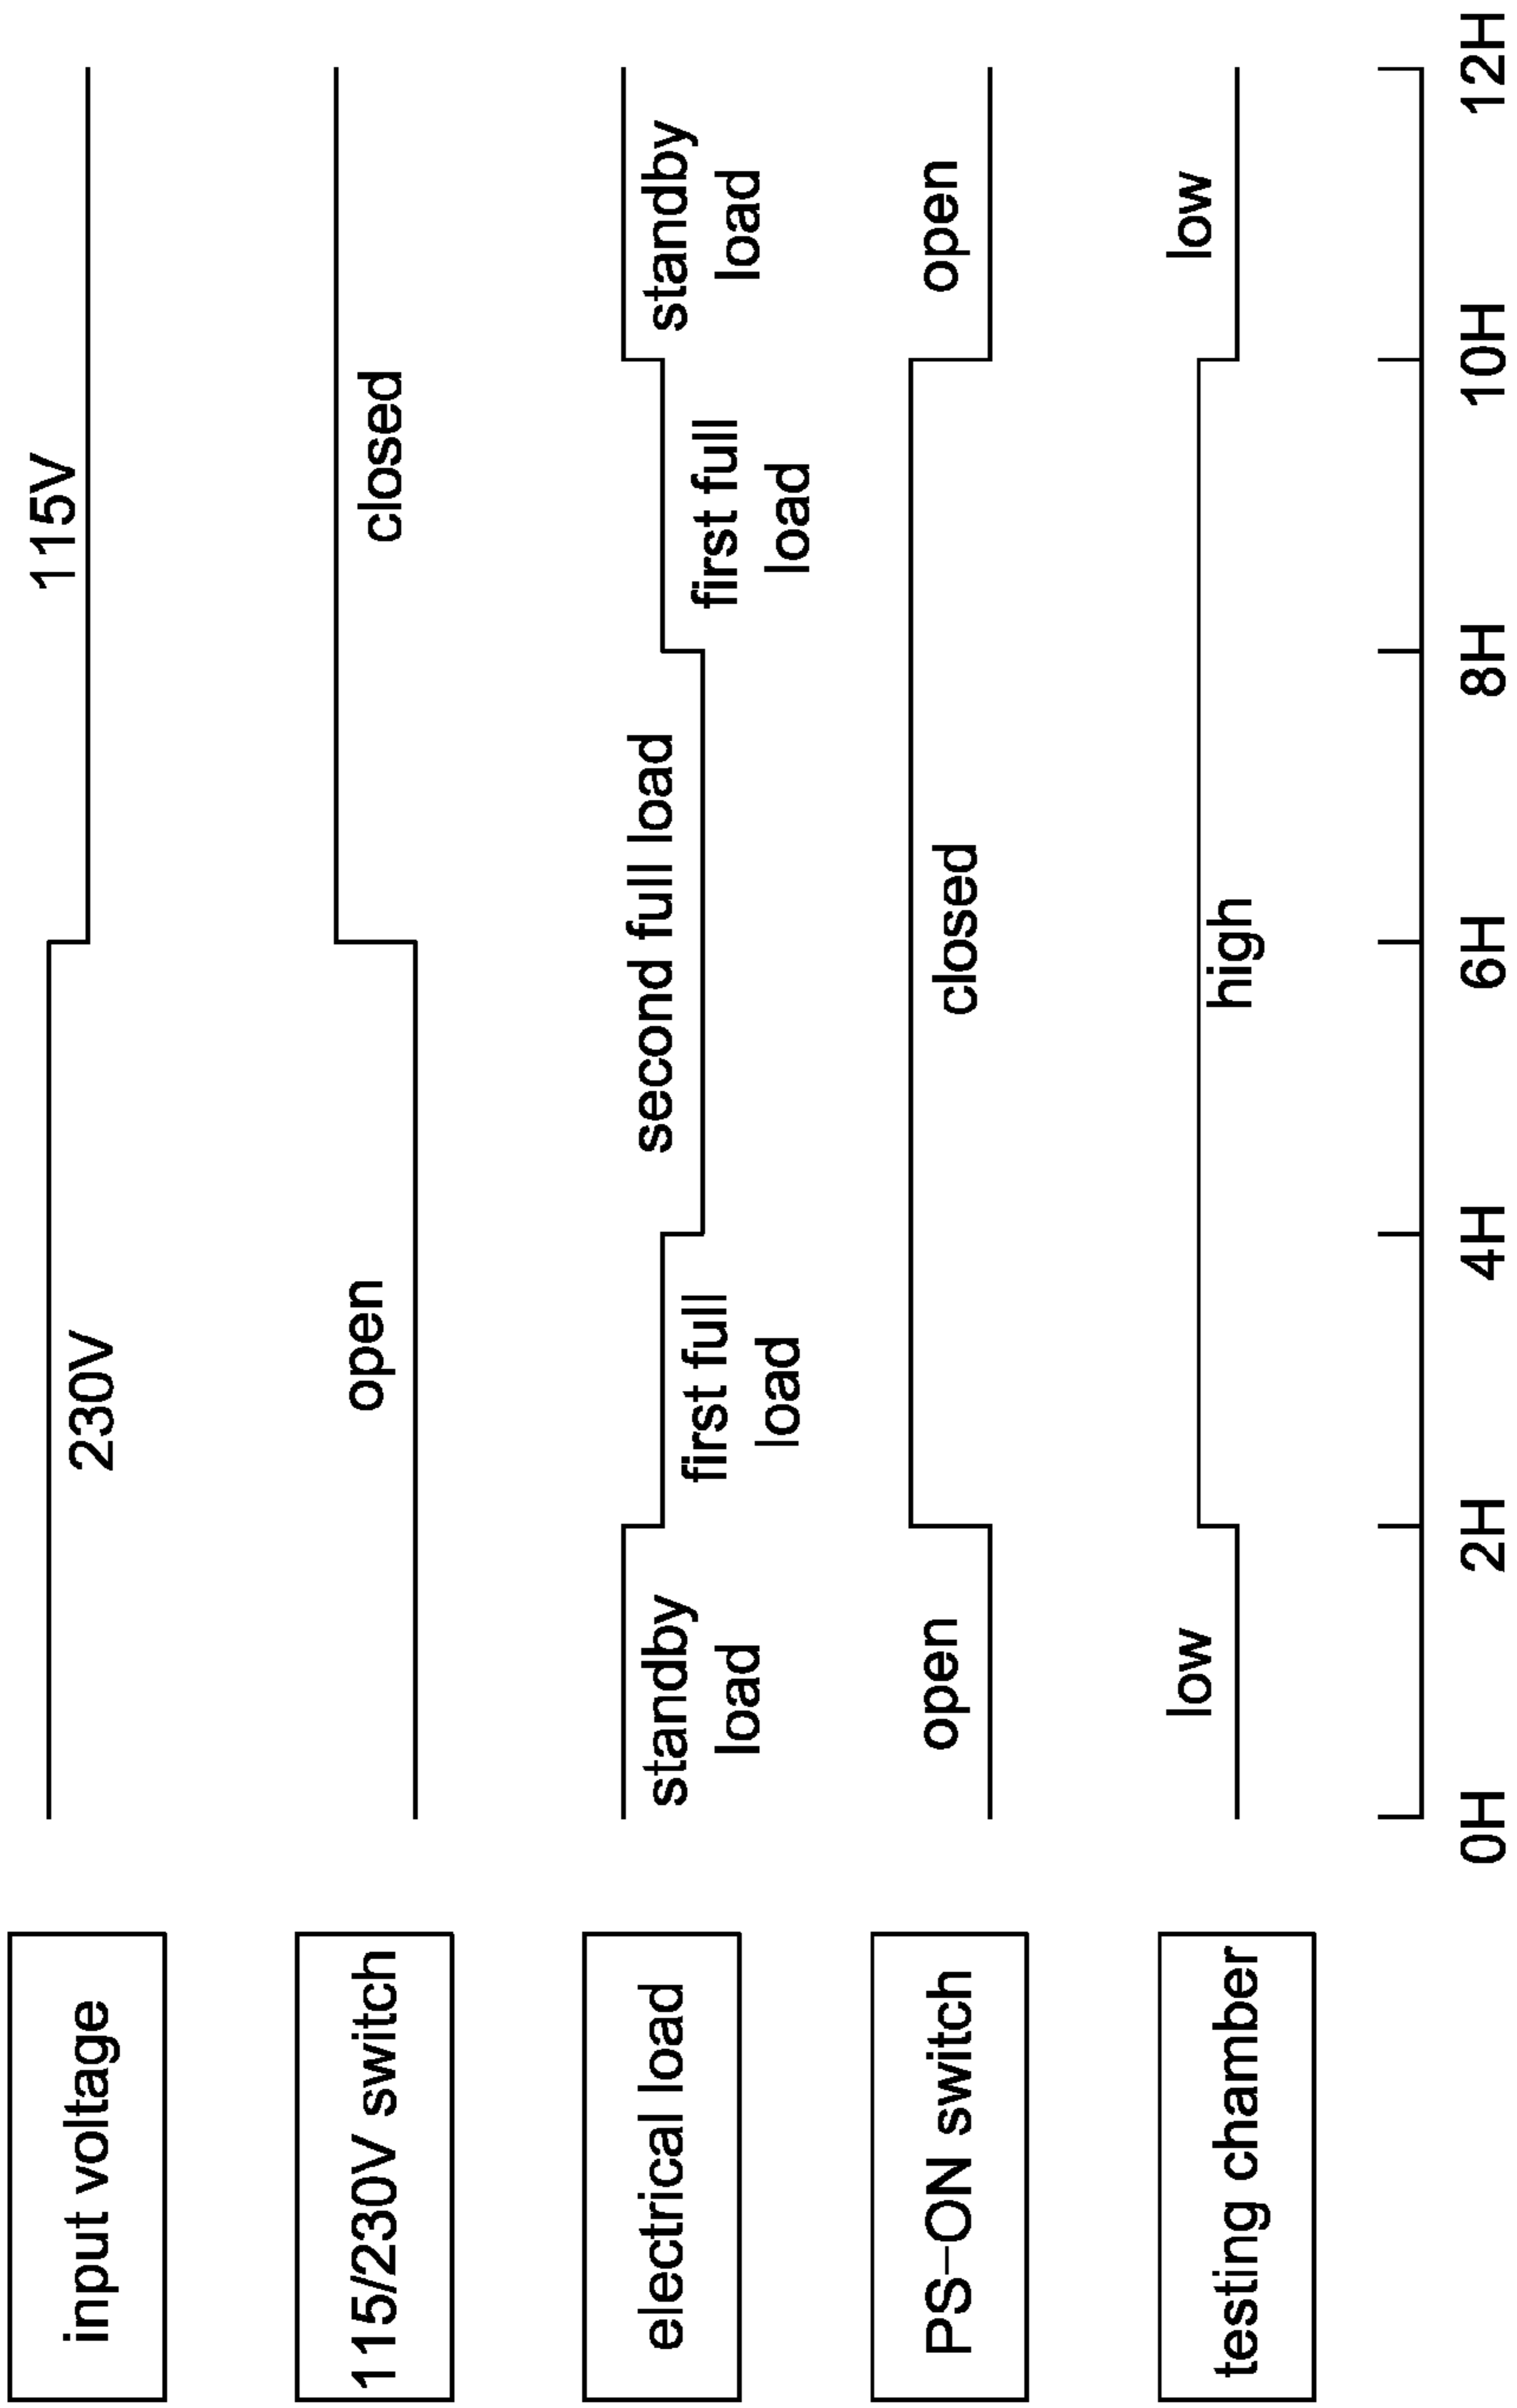 input voltage
230V
115V
115/230V switch
open
closed
electrical load
standby
load
first full
load
second full load
first full
load
standby
load
PS-ON switch
open
closed
open
testing chamber
low
high
low
0H
2H
4H
6H
8H
10H
12H